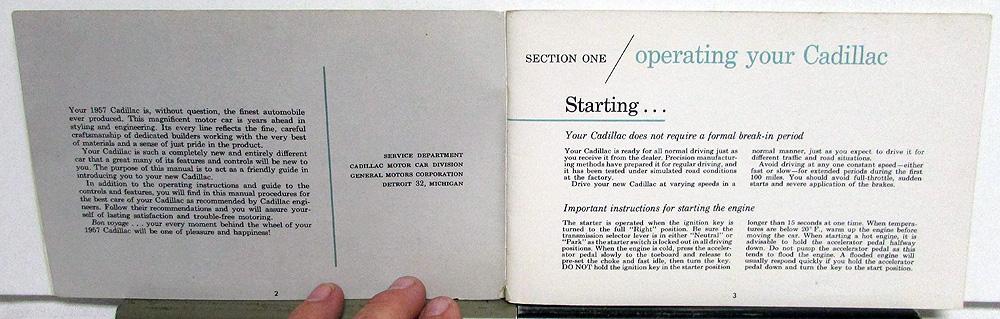 Your 1957 Cadillac is, without question, the finest automobile
ever produced. This magnificent motor car is years ahead in
styling and engineering. Its every line reflects the fine, careful
craftsmanship of dedicated builders working with the very best
of materials and a sense of just pride in the product.
Your Cadillac is such a completely new and entirely different
car that a great many of its features and controls will be new to
you. The purpose of this manual is to act as a friendly guide in
introducing you to your new Cadillac.
In addition to the operating instructions and guide to the
controls and features, you will find in this manual procedures for
the best care of your Cadillac as recommended by Cadillac engi-
neers. Follow their recommendations and you will assure your-
self of lasting satisfaction and trouble-free motoring.
Bon voyage . . . may every moment behind the wheel of your
1957 Cadillac will be one of pleasure and happiness!
SERVICE DEPARTMENT
CADILLAC MOTOR CAR DIVISION
GENERAL MOTORS CORPORATION
DETROIT 32, MICHIGAN
2
SECTION ONE / operating your Cadillac
Starting . . .
Your Cadillac does not require a formal break-in period
Your Cadillac is ready for all normal driving just as
you receive it from the dealer. Precision manufactur-
ing methods have prepared it for regular driving, and
it has been tested under simulated road conditions
at the factory.
Drive your new Cadillac at varying speeds in a
normal manner, just as you expect to drive it for
different traffic and road situations.
Avoid driving at any one constant speed—either
fast or slow—for extended periods during the first
100 miles. You should avoid full-throttle, sudden
starts and severe application of the brakes.
Important instructions for starting the engine
The starter is operated when the ignition key is
turned to the full "Right" position. Be sure the
transmission selector lever is in either "Neutral" or
"Park" as the starter switch is locked out in all driving
positions. When the engine is cold, press the acceler-
ator pedal slowly to the toeboard and release to
pre-set the choke and fast idle, then turn the key.
DO NOT hold the ignition key in the starter position
longer than 15 seconds at one time. When tempera-
tures are below 20° F., warm up the engine before
moving the car. When starting a hot engine, it is
advisable to hold the accelerator pedal halfway
down. Do not pump the accelerator pedal as this
tends to flood the engine. A flooded engine will
usually respond quickly if you hold the accelerator
pedal down and turn the key to the start position.
3